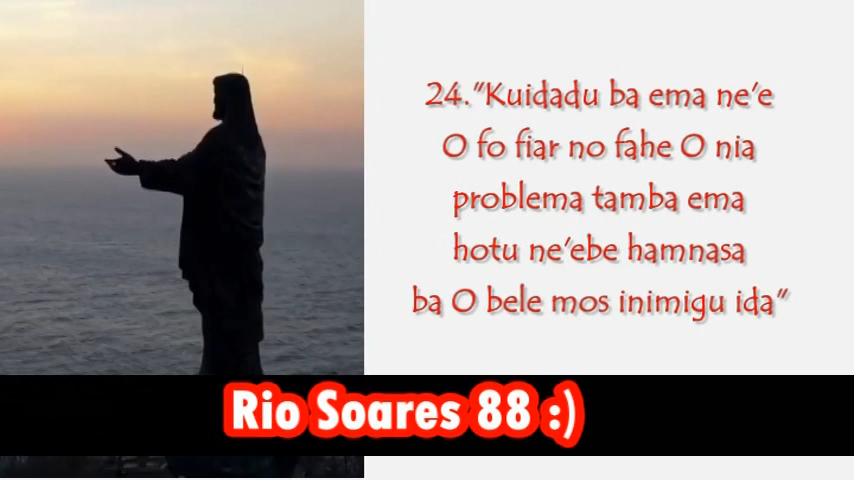 24."Kuidadu ba ema ne'e
O fo fiar no fahe O nia
problema tamba ema
hotu ne'ebe hamnasa
ba O bele mos inimigu ida"
Rio Soares 88 :)